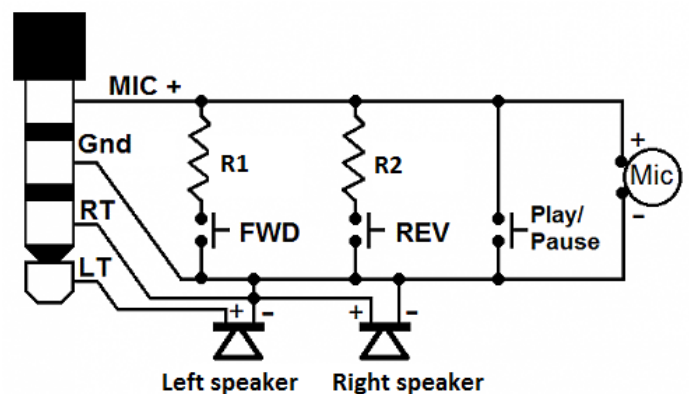 MIC +
Gnd
R1
R2
+
Mic
-
RT
FWD
REV
Play/
Pause
LT
+
-
+
-
Left speaker
Right speaker